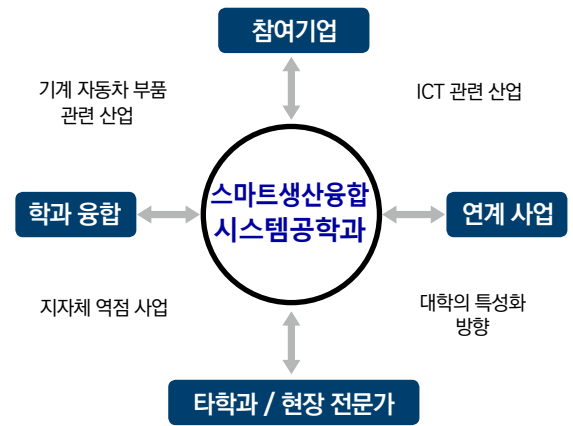 참여기업
기계 자동차 부품
관련 산업
ICT 관련 산업
스마트생산융합
시스템공학과
학과 융합
연계 사업
지자체 역점 사업
대학의 특성화
방향
타학과 / 현장 전문가